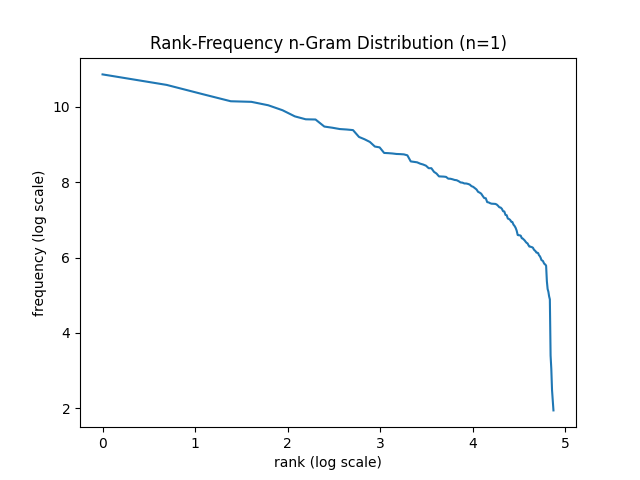 Rank-Frequency n-Gram Distribution (n=1)
frequency (log scale)
10
8
6
4
2
0 1 2 3 4 5
rank (log scale)